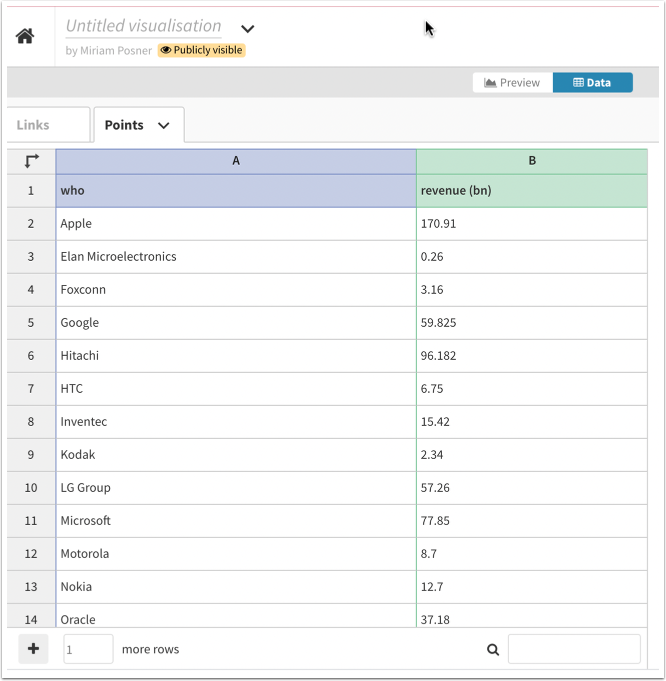 Untitled visualisation
by Miriam Posner Publicly visible
Preview Data
Links Points
A B
1 who revenue (bn)
2 Apple 170.91
3 Elan Microelectronics 0.26
4 Foxconn 3.16
5 Google 59.825
6 Hitachi 96.182
7 HTC 6.75
8 Inventec 15.42
9 Kodak 2.34
10 LG Group 57.26
11 Microsoft 77.85
12 Motorola 8.7
13 Nokia 12.7
14 Oracle 37.18
+ 1 more rows